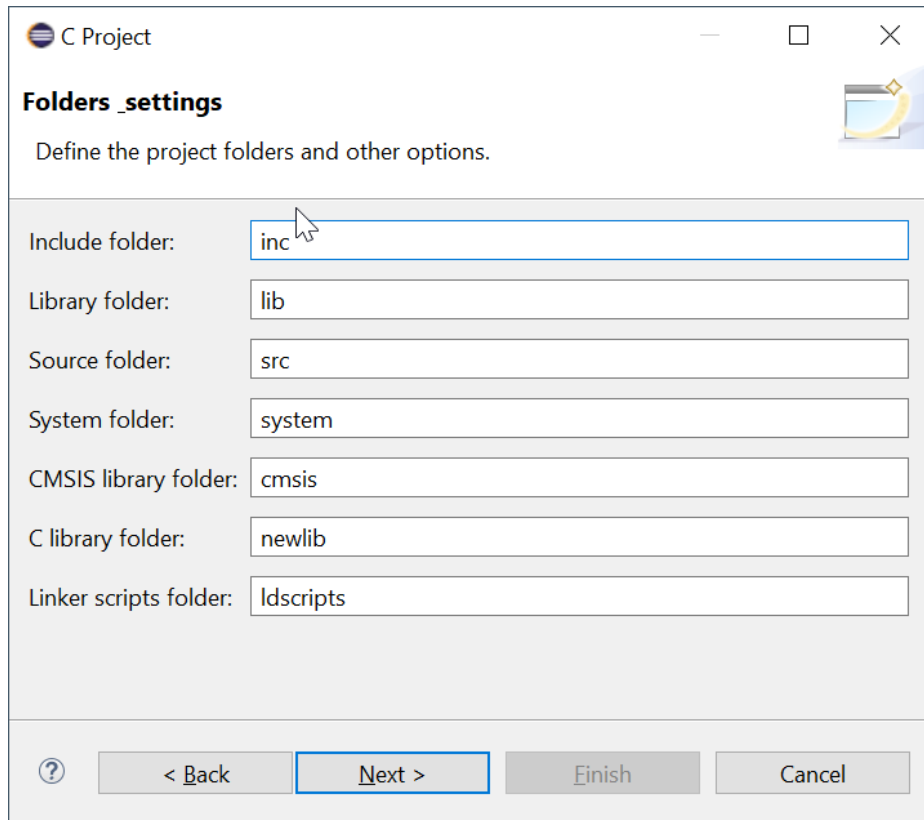 C Project
Folders _settings
Define the project folders and other options.
Include folder: inc
Library folder: lib
Source folder: src
System folder: system
CMSIS library folder: cmsis
C library folder: newlib
Linker scripts folder: ldscripts
? < Back Next > Finish Cancel